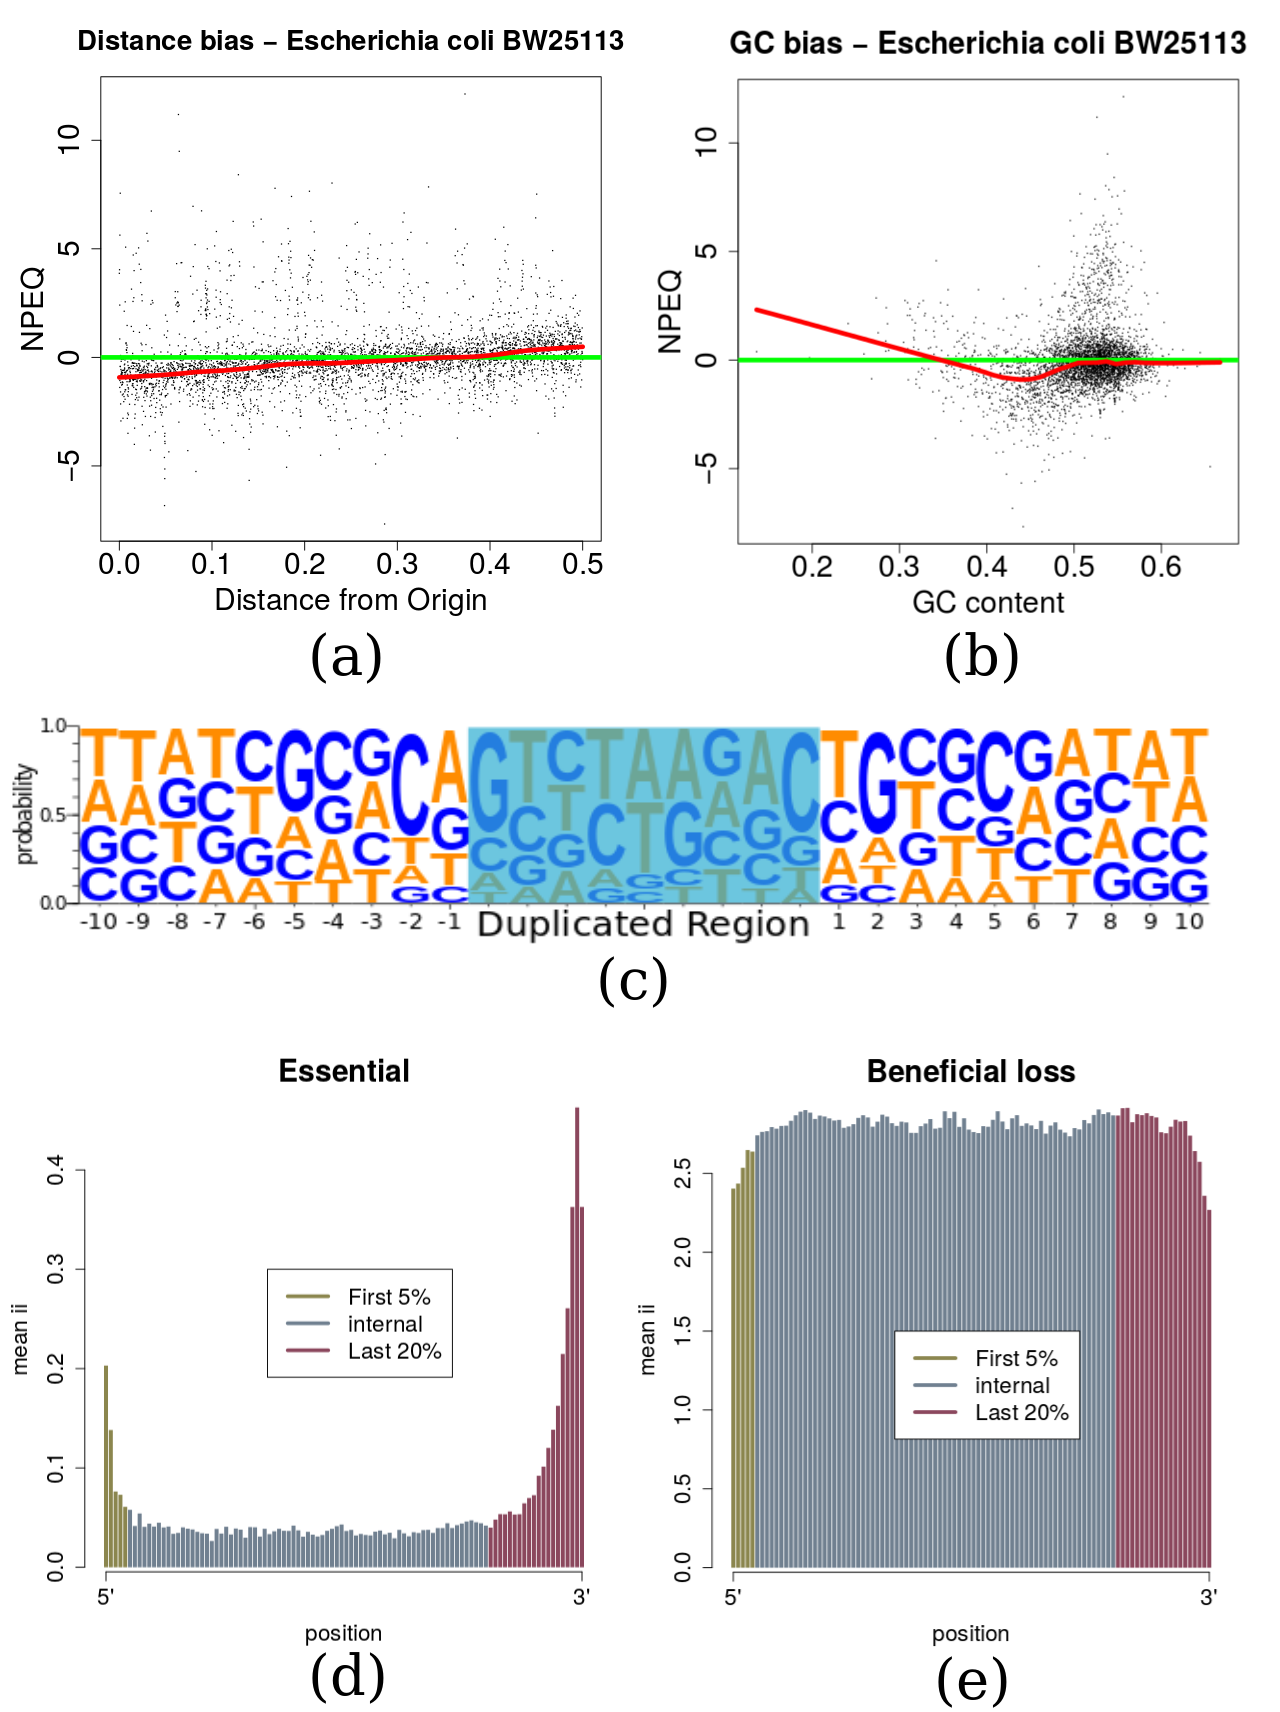 Distance bias – Escherichia coli BW25113
NPEQ
10
5
0
−5
0.0 0.1 0.2 0.3 0.4 0.5
Distance from Origin
(a)
GC bias – Escherichia coli BW25113
NPEQ
10
5
0
−5
0.2 0.3 0.4 0.5 0.6
GC content
(b)
probability
1.0
0.5
0.0
-10 -9 -8 -7 -6 -5 -4 -3 -2 -1 Duplicated Region 1 2 3 4 5 6 7 8 9 10
(c)
Essential
mean ii
0.4
0.3
0.2
0.1
0.0
First 5%
internal
Last 20%
5' 3'
position
(d)
Beneficial loss
mean ii
2.5
2.0
1.5
1.0
0.5
0.0
First 5%
internal
Last 20%
5' 3'
position
(e)